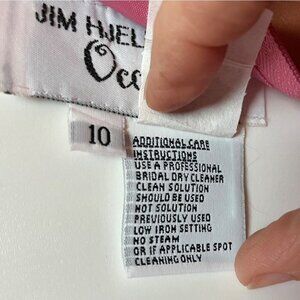 JIM HJEL
Occ
10
ADDITIONAL CARE
INSTRUCTIONS
USE A PROFESSIONAL
BRIDAL DRY CLEANER
CLEAN SOLUTION
SHOULD BE USED
NOT SOLUTION
PREVIOUSLY USED
LOW IRON SETTING
NO STEAM
OR IF APPLICABLE SPOT
CLEANING ONLY